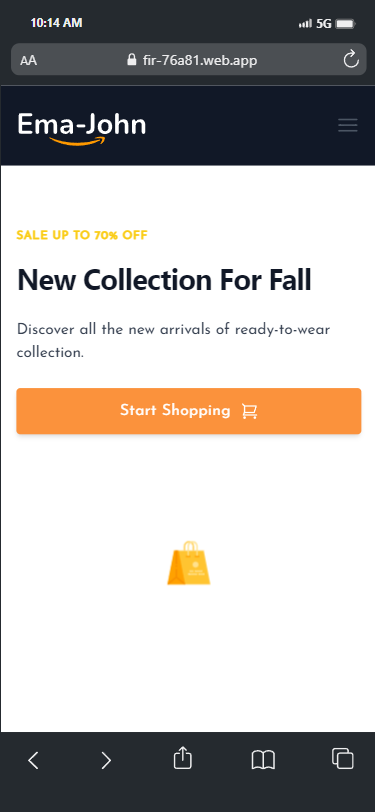 10:14 AM
5G
AA
fir-76a81.web.app
Ema-John
SALE UP TO 70% OFF
New Collection For Fall
Discover all the new arrivals of ready-to-wear
collection.
Start Shopping